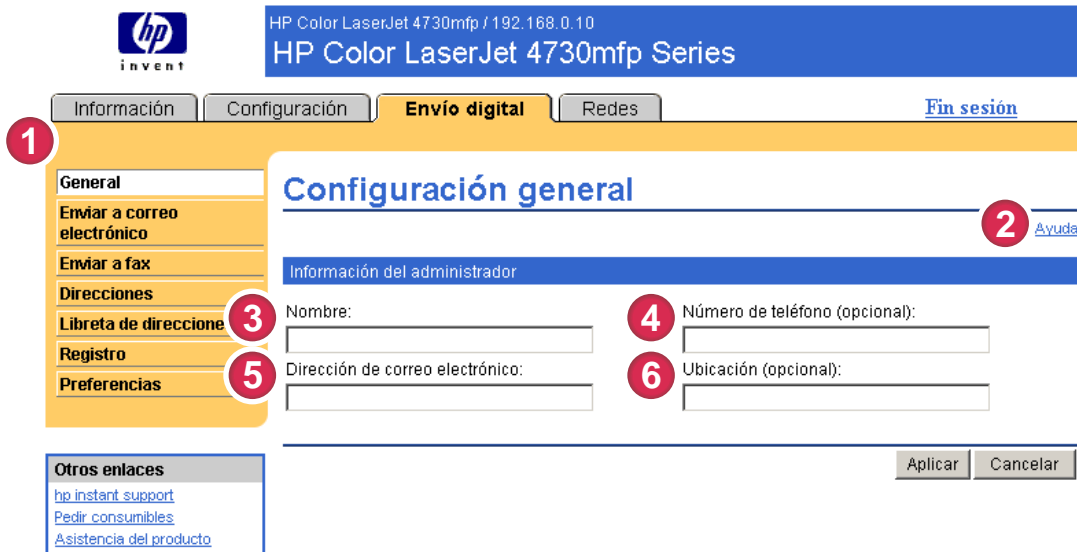 hp
invent
HP Color LaserJet 4730mfp / 192.168.0.10
HP Color LaserJet 4730mfp Series
Información
Configuración
Envío digital
Redes
Fin sesión
1
General
Enviar a correo
electrónico
Enviar a fax
Direcciones
Libreta de direccione
Registro
Preferencias
Configuración general
2
Ayuda
Información del administrador
3
Nombre:
4
Número de teléfono (opcional):
5
Dirección de correo electrónico:
6
Ubicación (opcional):
Aplicar
Cancelar
Otros enlaces
hp instant support
Pedir consumibles
Asistencia del producto